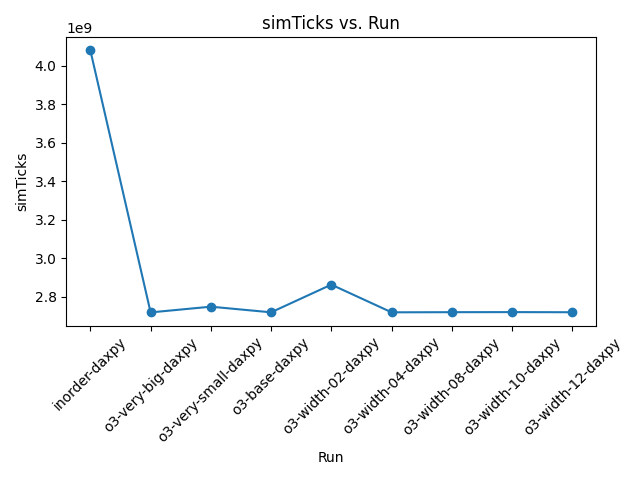 simTicks vs. Run
1e9
4.0
3.8
3.6
3.4
3.2
3.0
2.8
simTicks
inorder-daxpy
o3-very-big-daxpy
o3-very-small-daxpy
o3-base-daxpy
o3-width-02-daxpy
o3-width-04-daxpy
o3-width-08-daxpy
o3-width-10-daxpy
o3-width-12-daxpy
Run